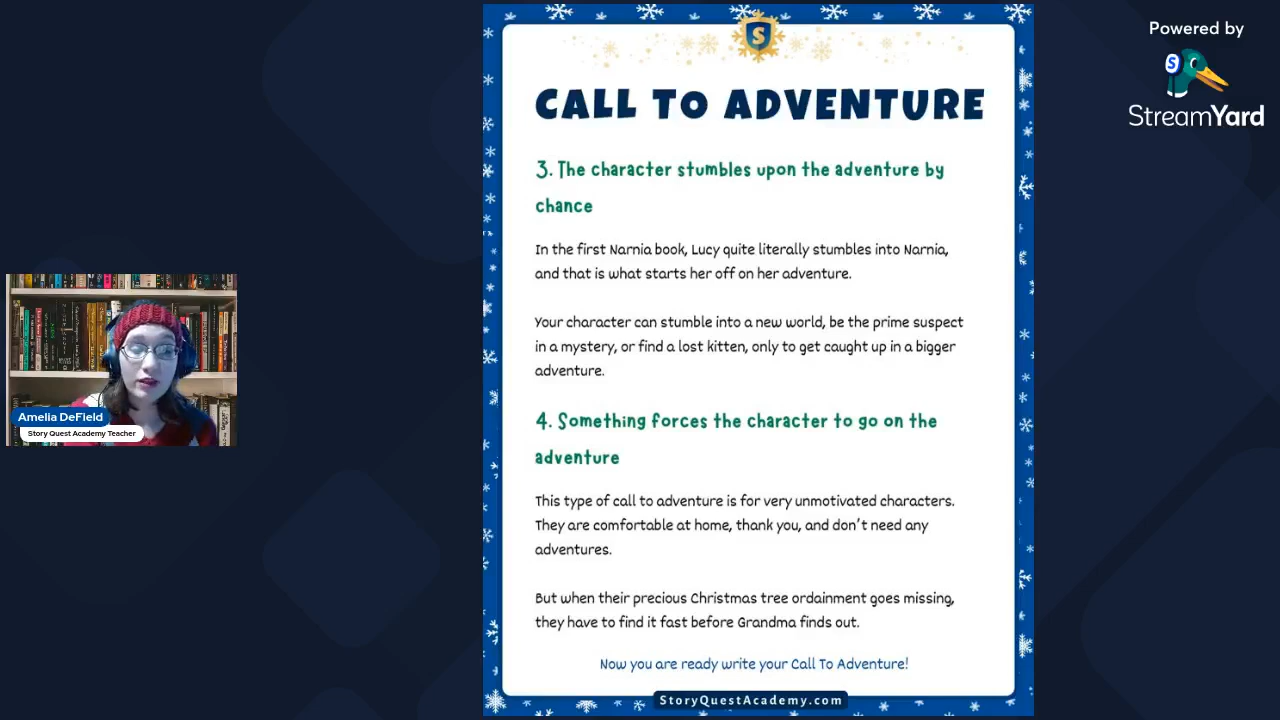 Powered by
S
StreamYard
S
CALL TO ADVENTURE
3. The character stumbles upon the adventure by
chance
In the first Narnia book, Lucy quite literally stumbles into Narnia,
and that is what starts her off on her adventure.
Your character can stumble into a new world, be the prime suspect
in a mystery, or find a lost kitten, only to get caught up in a bigger
adventure.
4. Something forces the character to go on the
adventure
This type of call to adventure is for very unmotivated characters.
They are comfortable at home, thank you, and don't need any
adventures.
But when their precious Christmas tree ordainment goes missing,
they have to find it fast before Grandma finds out.
Now you are ready write your Call To Adventure!
StoryQuestAcademy.com
Amelia DeField
Story Quest Academy Teacher